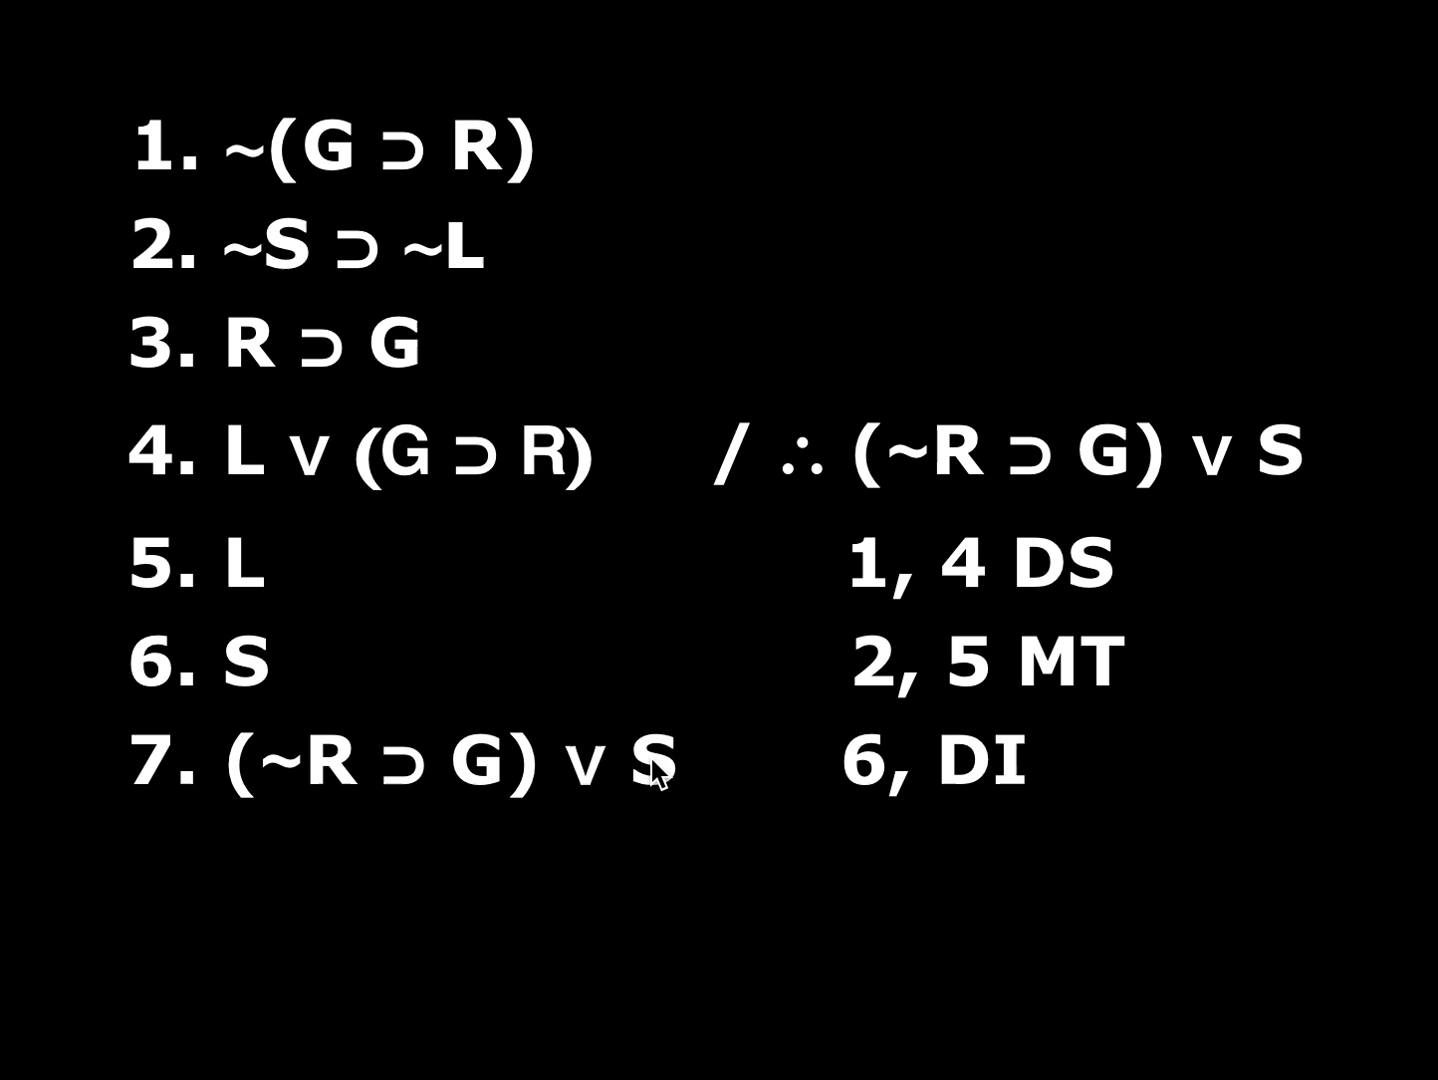 1. ~(G ⊃ R)
2. ~S ⊃ ~L
3. R ⊃ G
4. L v (G ⊃ R) / ∴ (~R ⊃ G) v S
5. L 1, 4 DS
6. S 2, 5 MT
7. (~R ⊃ G) v S 6, DI